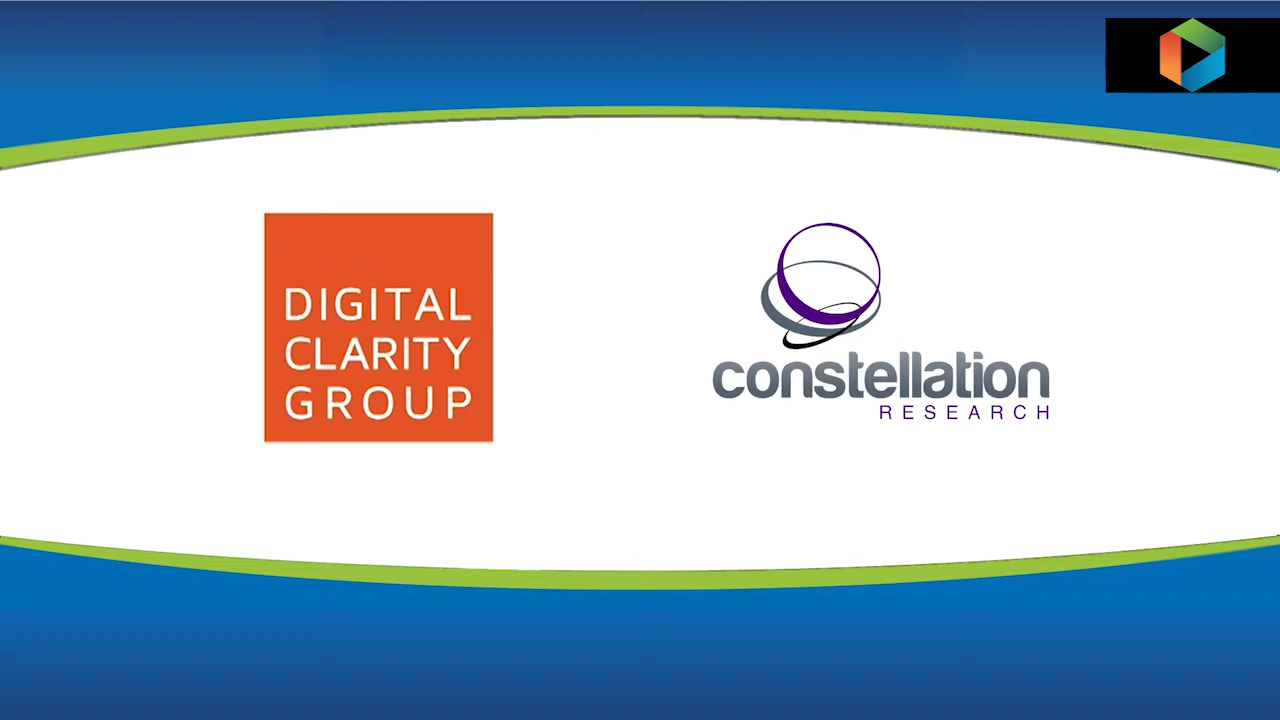 DIGITAL
CLARITY
GROUP
constellation
RESEARCH